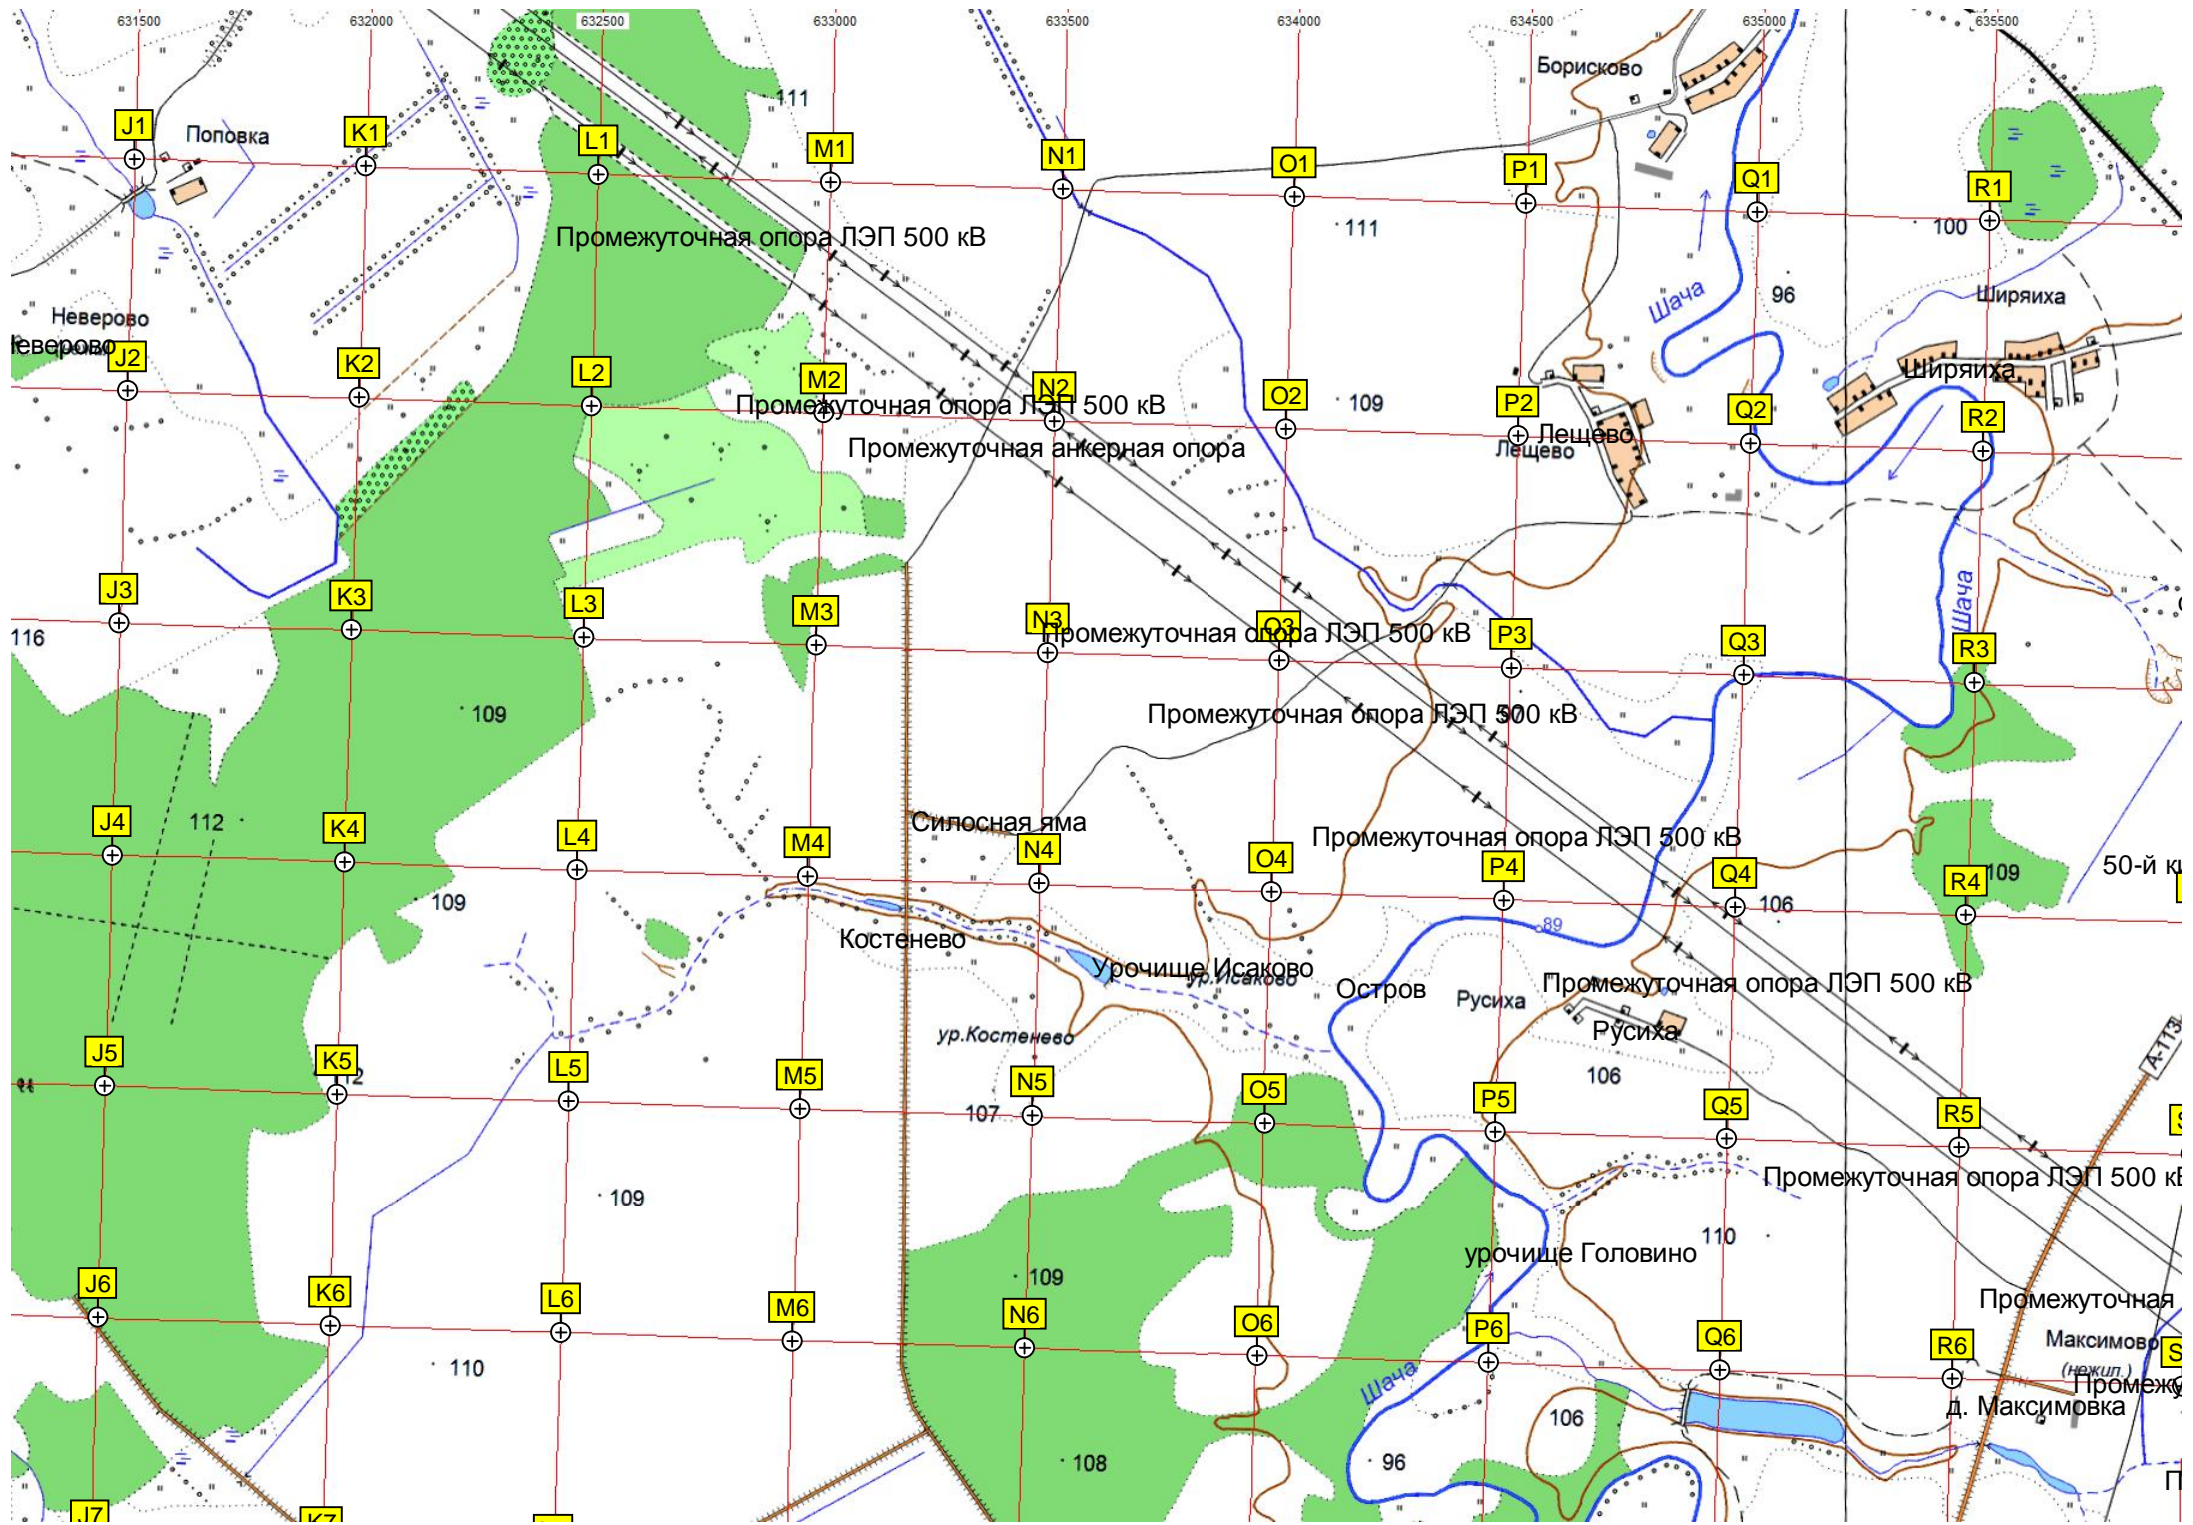 631500 632000 632500 633000 633500 634000 634500 635000 635500
Борисково
111
J1 Поповка K1 L1 M1 N1 O1 P1 Q1 R1
Промежуточная опора ЛЭП 500 кВ
111
100
Шача
96
Ширяиха
Неверово
J2 K2 L2 M2 N2 O2 P2 Q2 R2
Ширяиха
Промежуточная опора ЛЭП 500 кВ
109
Лещево
Лещево
Промежуточная анкерная опора
Шача
J3 K3 L3 M3 N3 O3 P3 Q3 R3
116
Промежуточная опора ЛЭП 500 кВ
109
Промежуточная опора ЛЭП 500 кВ
112
Силосная яма
Промежуточная опора ЛЭП 500 кВ
J4 K4 L4 M4 N4 O4 P4 Q4 R4
109
50-й
109
106
89
Костенево
Урочище Исаково
ур.Исаково
Остров
Русиха
Промежуточная опора ЛЭП 500 кВ
Русиха
ур.Костенево
A-113
J5 K5 L5 M5 N5 O5 P5 Q5 R5
106
107
109
Промежуточная опора ЛЭП 500 кВ
110
урочище Головино
109
J6 K6 L6 M6 N6 O6 P6 Q6 R6
Промежуточная
Максимово
(нежил.)
110
Шача
д. Максимовка
106
108
96
J7 K7